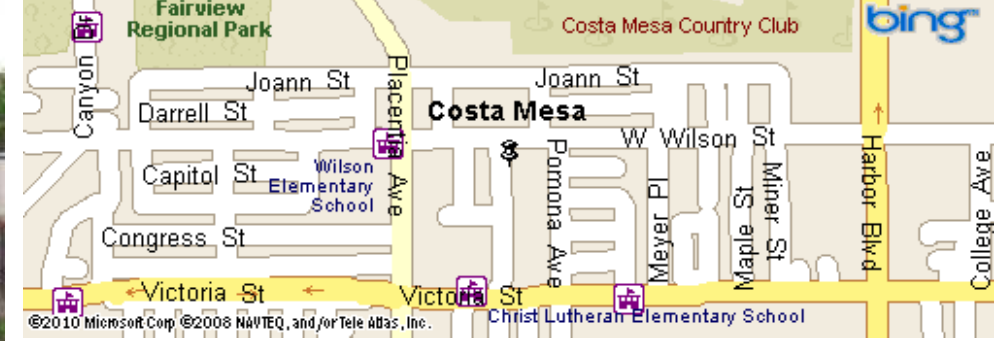 Fairview
Regional Park
Costa Mesa Country Club
bing™
Canyon
Joann St
Placentia Ave
Joann St
Darrell St
Costa Mesa
W Wilson St
Capitol St
Wilson
Elementary
School
Pomona Ave
Meyer Pl
Maple St
Miner St
Harbor Blvd
College Ave
Congress St
Victoria St
Victoria St
Christ Lutheran Elementary School
©2010 Microsoft Corp ©2008 NAVTEQ, and/or Tele Atlas, Inc.